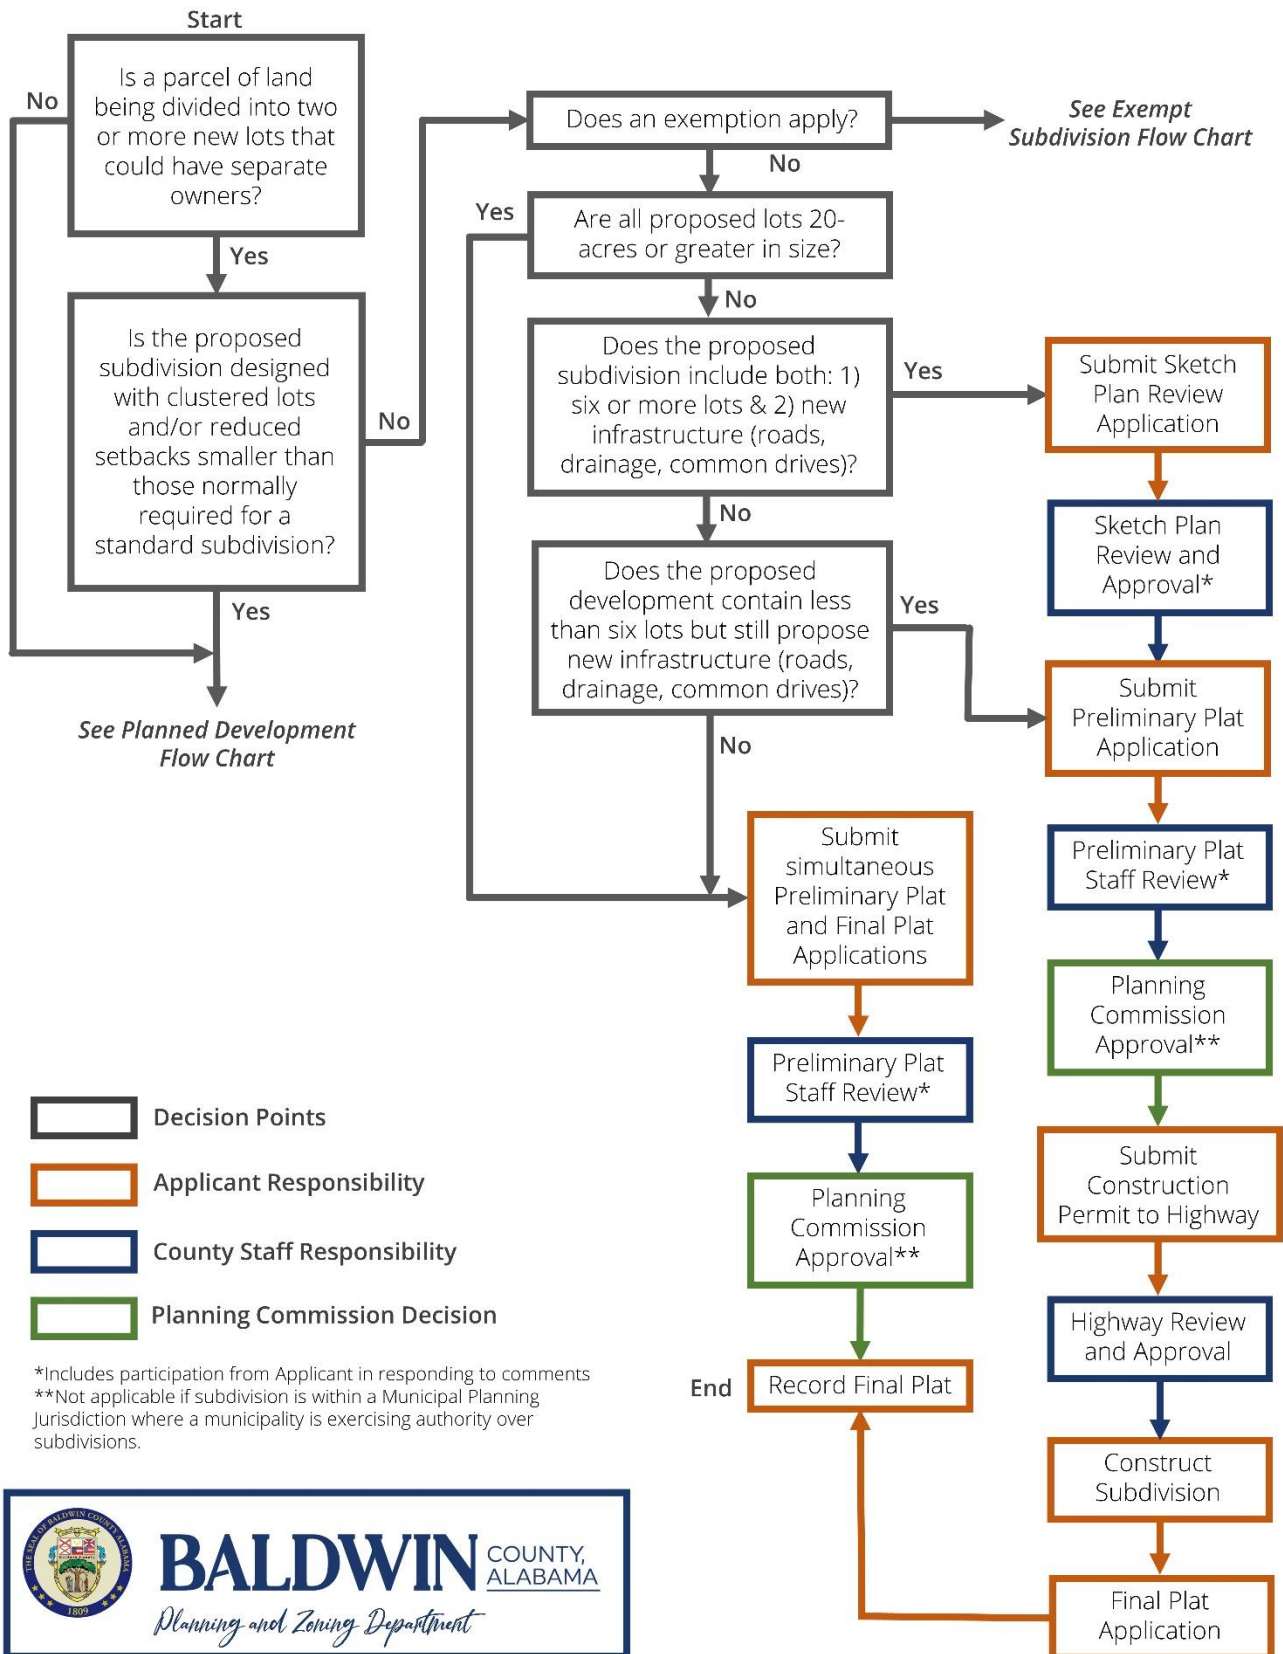 Start
Is a parcel of land
being divided into two
or more new lots that
could have separate
owners?
No
Yes
Is the proposed
subdivision designed
with clustered lots
and/or reduced
setbacks smaller than
those normally
required for a
standard subdivision?
No
Yes
See Planned Development
Flow Chart
Does an exemption apply?
See Exempt
Subdivision Flow Chart
No
Are all proposed lots 20-
acres or greater in size?
Yes
No
Does the proposed
subdivision include both: 1)
six or more lots & 2) new
infrastructure (roads,
drainage, common drives)?
Yes
No
Does the proposed
development contain less
than six lots but still propose
new infrastructure (roads,
drainage, common drives)?
Yes
No
Submit Sketch
Plan Review
Application
Sketch Plan
Review and
Approval*
Submit
Preliminary Plat
Application
Preliminary Plat
Staff Review*
Planning
Commission
Approval**
Submit
Construction
Permit to Highway
Highway Review
and Approval
Construct
Subdivision
Final Plat
Application
Submit
simultaneous
Preliminary Plat
and Final Plat
Applications
Preliminary Plat
Staff Review*
Planning
Commission
Approval**
End
Record Final Plat
Decision Points
Applicant Responsibility
County Staff Responsibility
Planning Commission Decision
*Includes participation from Applicant in responding to comments
**Not applicable if subdivision is within a Municipal Planning
Jurisdiction where a municipality is exercising authority over
subdivisions.
THE SEAL OF BALDWIN COUNTY ALABAMA
1809
BALDWIN COUNTY,
ALABAMA
Planning and Zoning Department